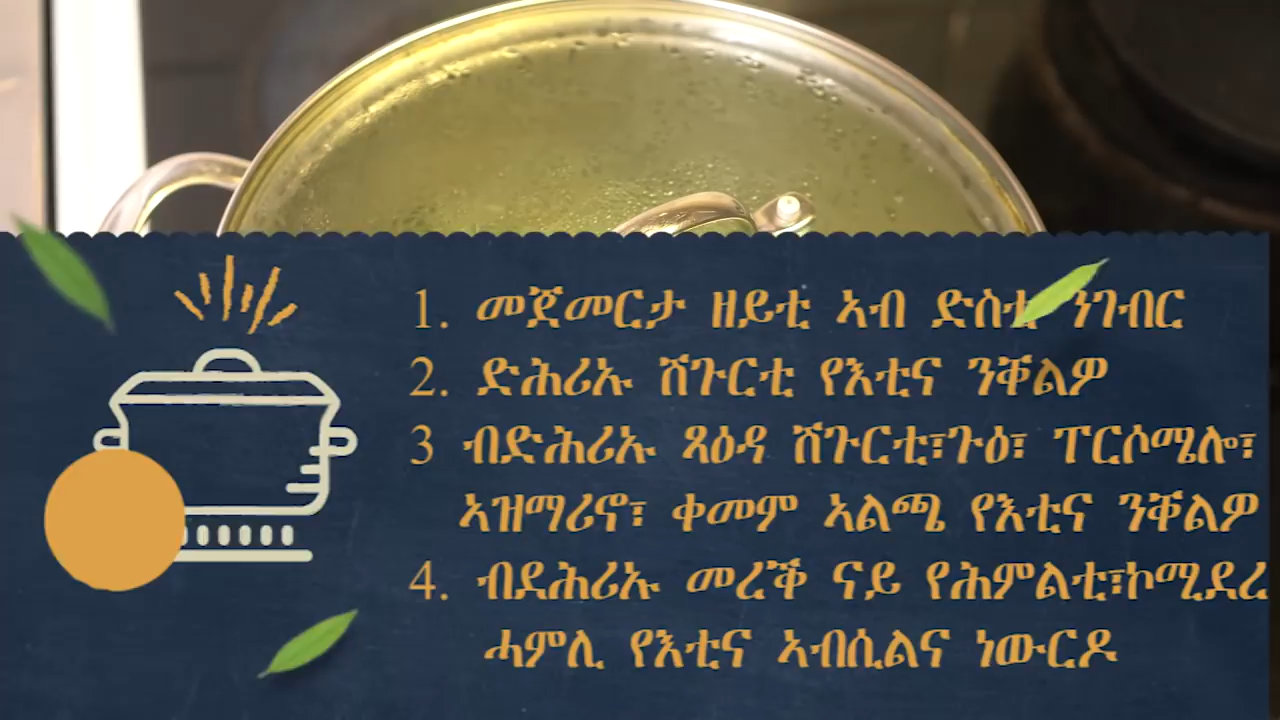 1. መጀመርታ ዘይቲ ኣብ ድስቲ ንገብር
2. ድሕሪኡ ሽጉርቲ የእቲና ንቐልዎ
3 ብድሕሪኡ ጻዕዳ ሽጉርቲ፣ጉዕ፣ ፐርሶሜሎ፣
ኣዝማሪኖ፣ ቀመም ኣልጫ የእቲና ንቐልዎ
4. ብደሕሪኡ መረቕ ናይ የሕምልቲ፣ኮሚደረ
ሓምሊ የእቲና ኣብሲልና ነውርዶ